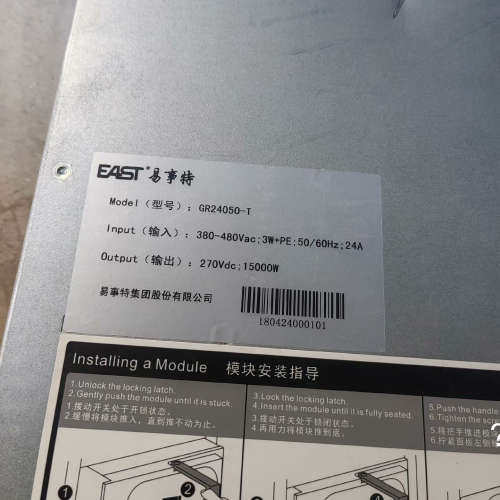 EAST® 易事特
Model (型号): GR24050-T
Input (输入): 380-480Vac;3W+PE;50/60Hz;24A
Output (输出): 270Vdc;15000W
易事特集团股份有限公司
180424000101
Installing a Module 模块安装指导
1.Unlock the locking latch.
2.Gently push the module until it is stuck.
1.拨动开关处于开锁状态。
2.缓慢将模块推入,直到推不动为止。
3.Lock the locking latch.
4.Insert the module until it is fully seated.
3.拨动开关处于锁闭状态。
4.再用力将模块推到底。
5.Push the handle
6.Tighten the
5.将把手推进模
6.拧紧面板左侧
1
2
3